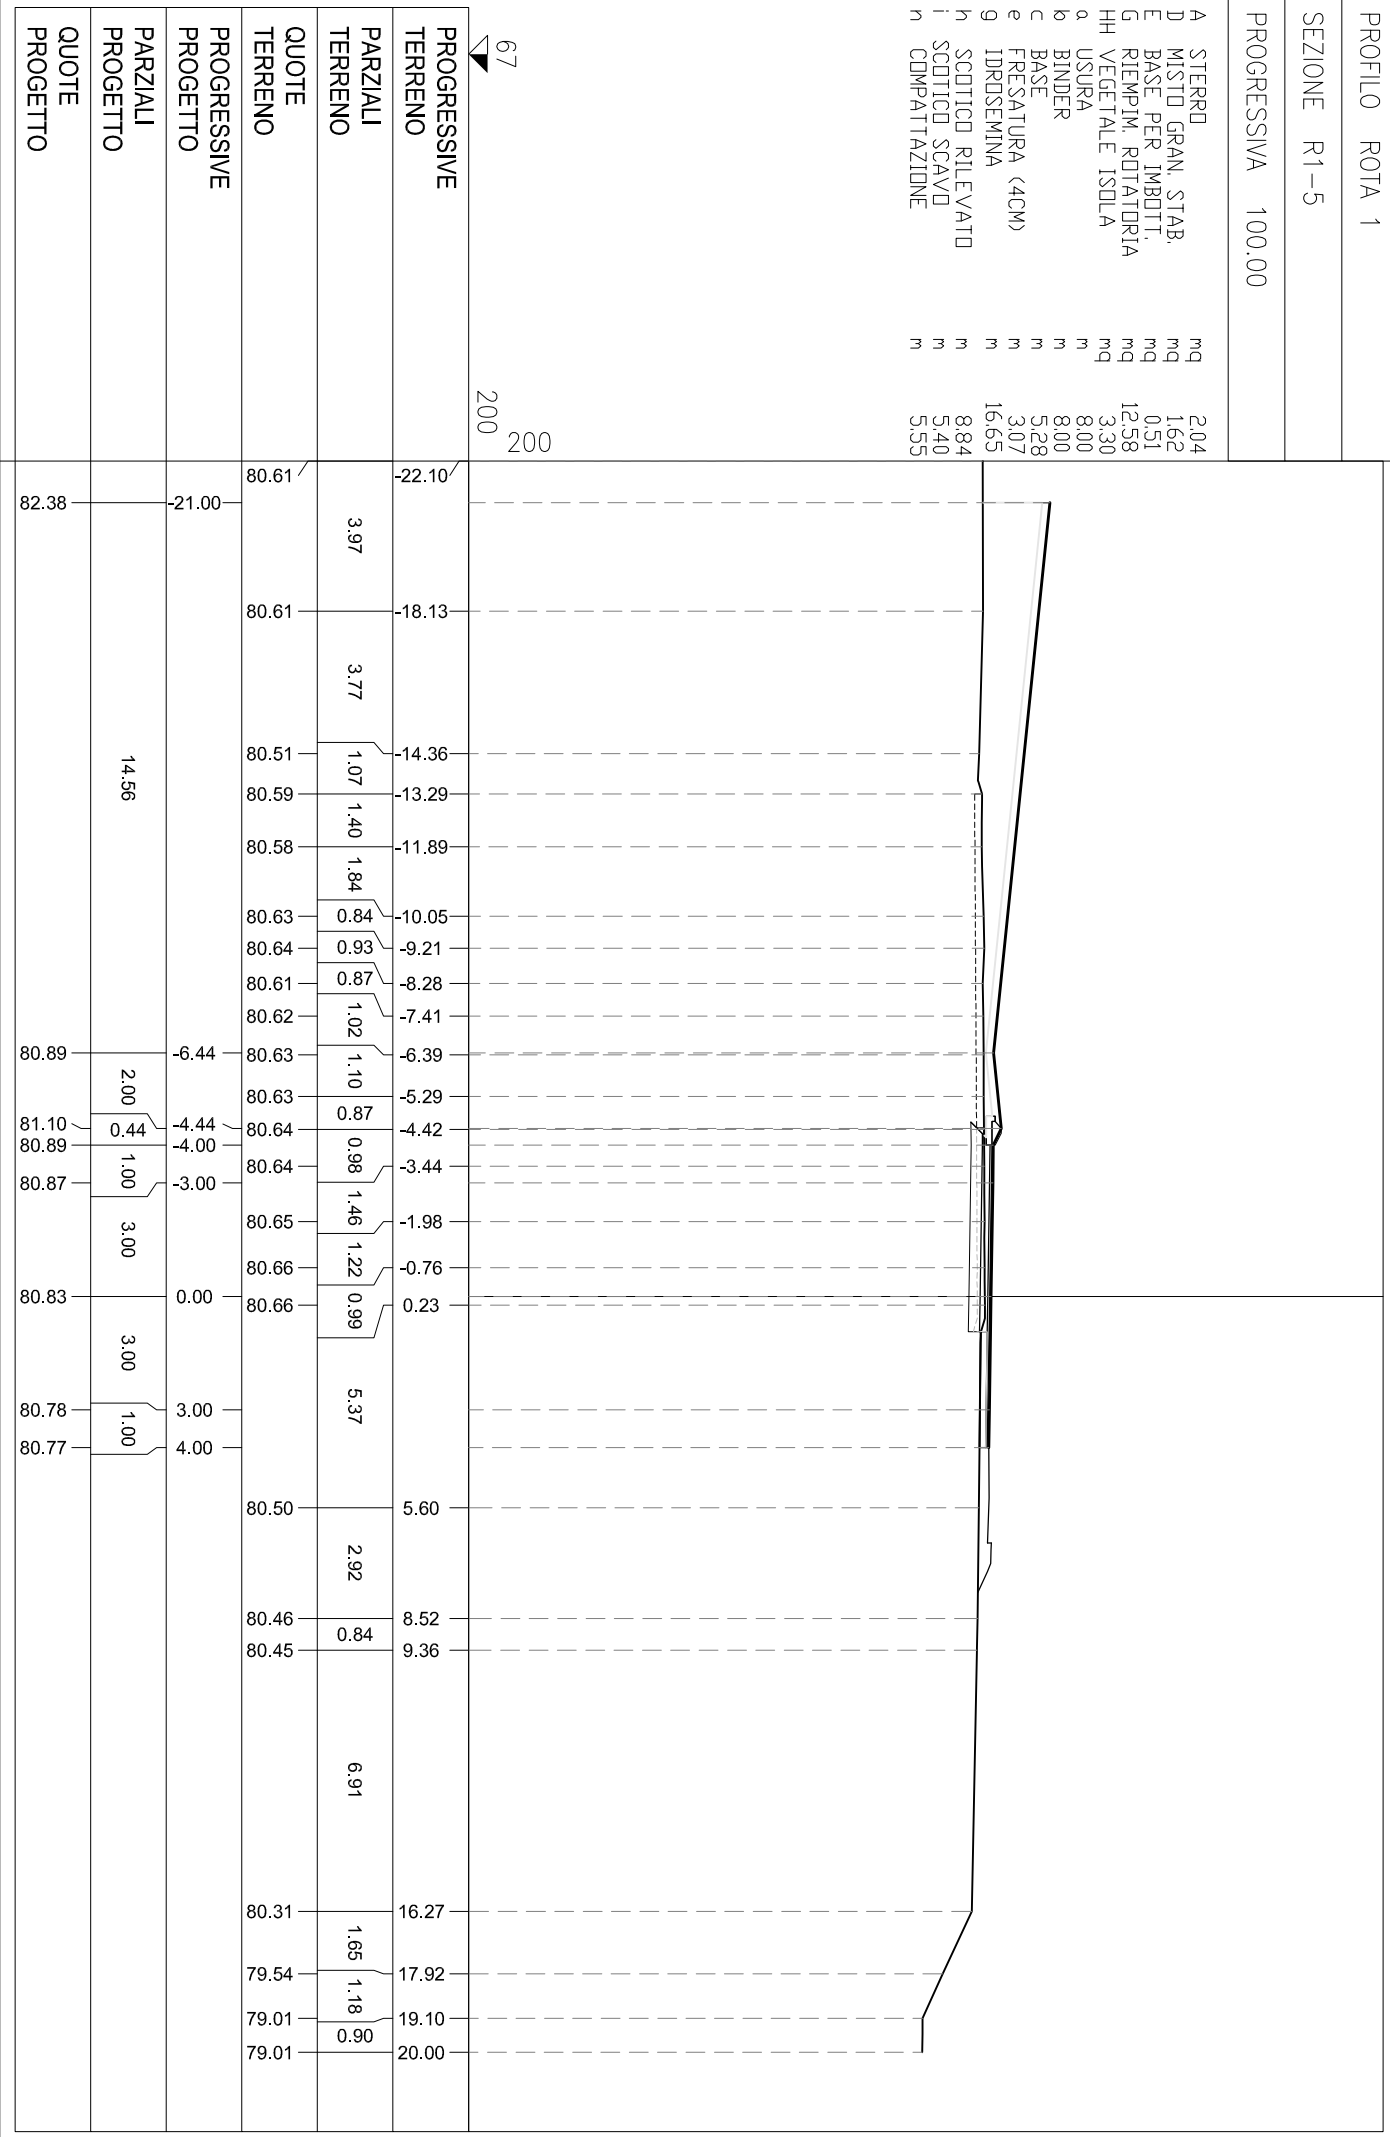 PROFILO ROTA 1
SEZIONE R1-5
PROGRESSIVA 100.00
A STERRO mq 2.04
D MISTO GRAN. STAB. mq 1.62
E BASE PER IMBOTT. mq 0.51
G RIEMPIM. ROTATORIA mq 12.58
HH VEGETALE ISOLA mq 3.30
a USURA m 8.00
b BINDER m 8.00
c BASE m 5.28
e FRESATURA (4CM) m 3.07
g IDROSEMINA m 16.65
h SCOTICO RILEVATO m 8.84
i SCOTICO SCAVO m 5.40
n COMPATTAZIONE m 5.55
200
200
67
PROGRESSIVE TERRENO
-22.10 -18.13 -14.36 -13.29 -11.89 -10.05 -9.21 -8.28 -7.41 -6.39 -5.29 -4.42 -3.44 -1.98 -0.76 0.23 5.60 8.52 9.36 16.27 17.92 19.10 20.00
PARZIALI TERRENO
3.97 3.77 1.07 1.40 1.84 0.84 0.93 0.87 1.02 1.10 0.87 0.98 1.46 1.22 0.99 5.37 2.92 0.84 6.91 1.65 1.18 0.90
QUOTE TERRENO
80.61 80.61 80.51 80.59 80.58 80.63 80.64 80.61 80.62 80.63 80.63 80.64 80.64 80.65 80.66 80.66 80.50 80.46 80.45 80.31 79.54 79.01 79.01
PROGRESSIVE PROGETTO
-21.00 -6.44 -4.44 -4.00 -3.00 0.00 3.00 4.00
PARZIALI PROGETTO
14.56 2.00 0.44 1.00 3.00 3.00 1.00
QUOTE PROGETTO
82.38 80.89 81.10 80.89 80.87 80.83 80.78 80.77